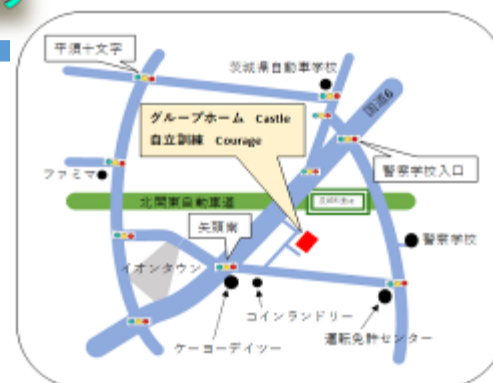 平須十文字
茨城県自動車学校
国道6
グループホーム Castle
自立訓練 Courage
警察学校入口
ファミマ
北関東自動車道
矢頭南
警察学校
イオンタウン
コインランドリー
運転免許センター
ケーヨーデイツー